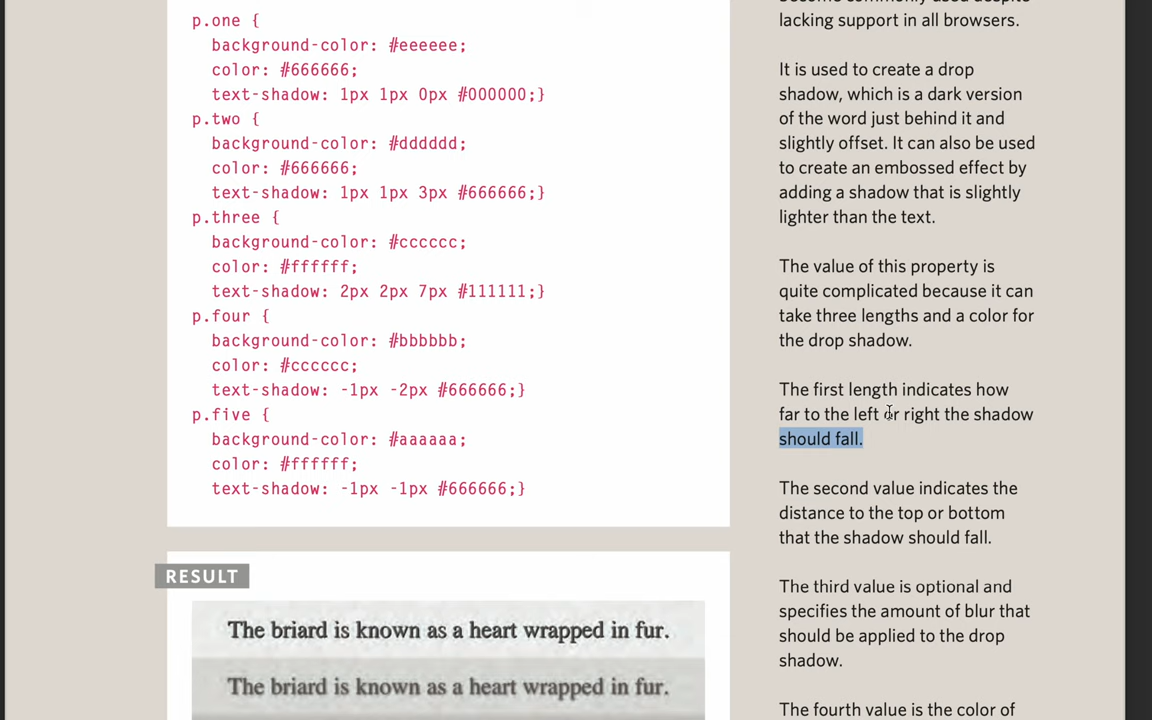 p.one {
background-color: #eeeeee;
color: #666666;
text-shadow: 1px 1px 0px #000000;}
p.two {
background-color: #dddddd;
color: #666666;
text-shadow: 1px 1px 3px #666666;}
p.three {
background-color: #cccccc;
color: #ffffff;
text-shadow: 2px 2px 7px #111111;}
p.four {
background-color: #bbbbbb;
color: #cccccc;
text-shadow: -1px -2px #666666;}
p.five {
background-color: #aaaaaa;
color: #ffffff;
text-shadow: -1px -1px #666666;}
RESULT
The briard is known as a heart wrapped in fur.
The briard is known as a heart wrapped in fur.
become commonly used despite
lacking support in all browsers.
It is used to create a drop
shadow, which is a dark version
of the word just behind it and
slightly offset. It can also be used
to create an embossed effect by
adding a shadow that is slightly
lighter than the text.
The value of this property is
quite complicated because it can
take three lengths and a color for
the drop shadow.
The first length indicates how
far to the left or right the shadow
should fall.
The second value indicates the
distance to the top or bottom
that the shadow should fall.
The third value is optional and
specifies the amount of blur that
should be applied to the drop
shadow.
The fourth value is the color of